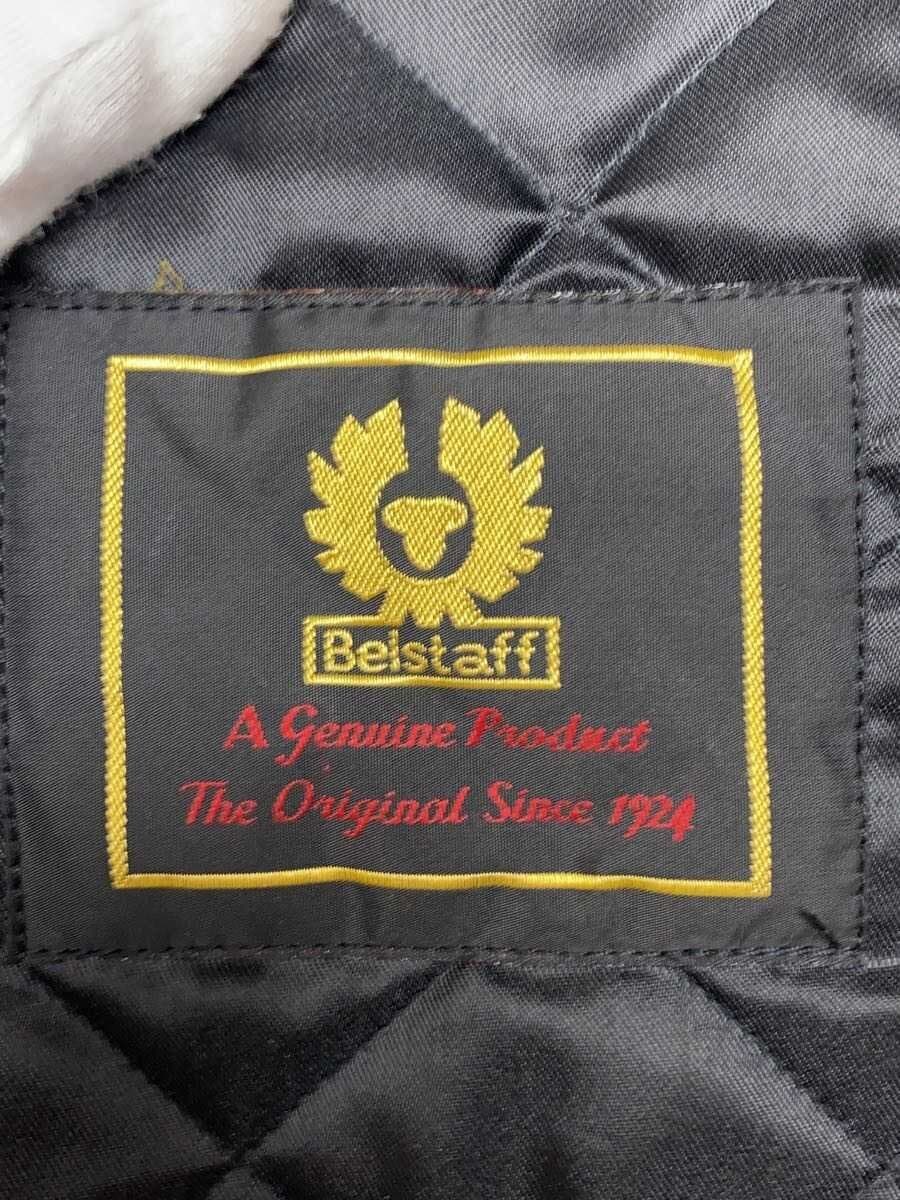 Belstaff
A Genuine Product
The Original Since 1924